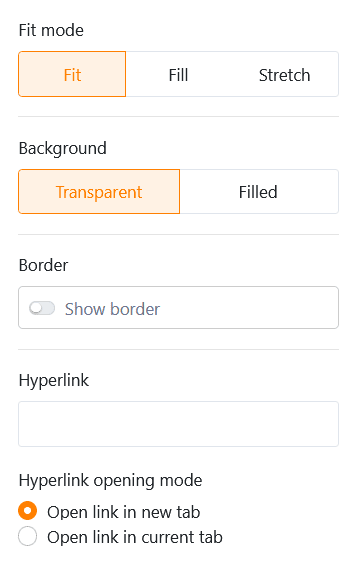 Fit mode
Fit Fill Stretch
Background
Transparent Filled
Border
Show border
Hyperlink
Hyperlink opening mode
Open link in new tab
Open link in current tab